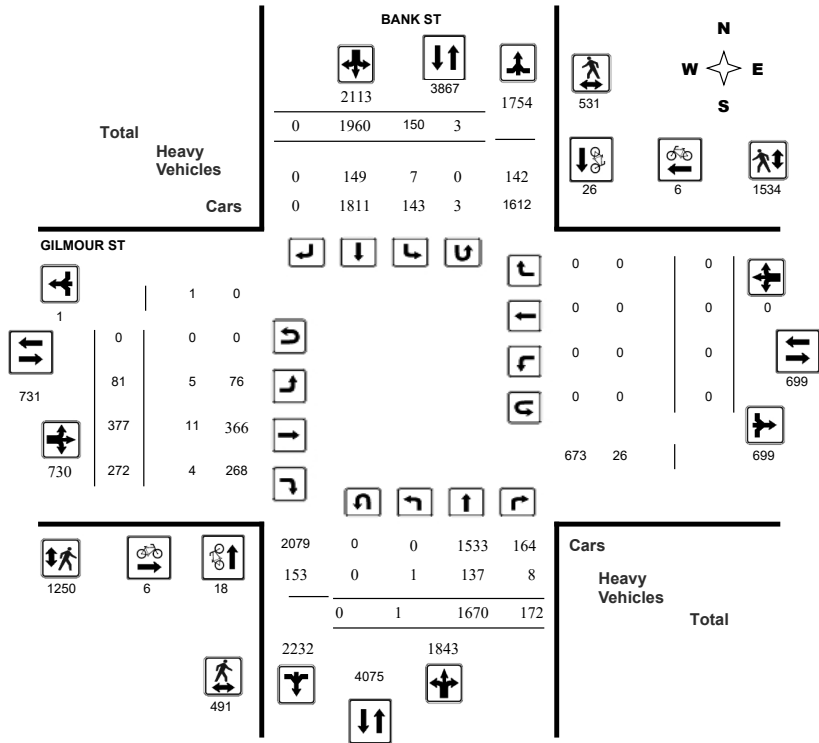 BANK ST
N
W E
S
2113 3867 1754 531
Total 0 1960 150 3
Heavy
Vehicles 0 149 7 0 142
26 6 1534
Cars 0 1811 143 3 1612
GILMOUR ST
1 1 0
0 0 0
731 81 5 76
377 11 366
730 272 4 268
0 0 0
0 0 0 0
0 0 0
699
0 0 0
673 26 699
2079 0 0 1533 164 Cars
153 0 1 137 8 Heavy
Vehicles
1250 6 18
0 1 1670 172 Total
2232 4075 1843
491